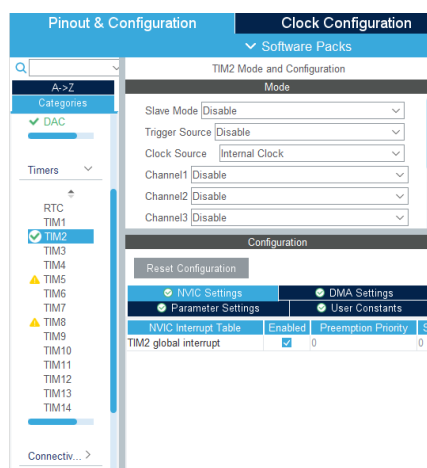 Pinout & Configuration
Clock Configuration
Software Packs
TIM2 Mode and Configuration
A->Z
Mode
Categories
DAC
Slave Mode Disable
Trigger Source Disable
Clock Source Internal Clock
Timers
Channel1 Disable
Channel2 Disable
RTC
Channel3 Disable
TIM1
TIM2
Configuration
TIM3
TIM4
Reset Configuration
TIM5
TIM6
NVIC Settings
DMA Settings
TIM7
Parameter Settings
User Constants
TIM8
TIM9
NVIC Interrupt Table Enabled Preemption Priority S
TIM10
TIM2 global interrupt 0 0
TIM11
TIM12
TIM13
TIM14
Connectiv...